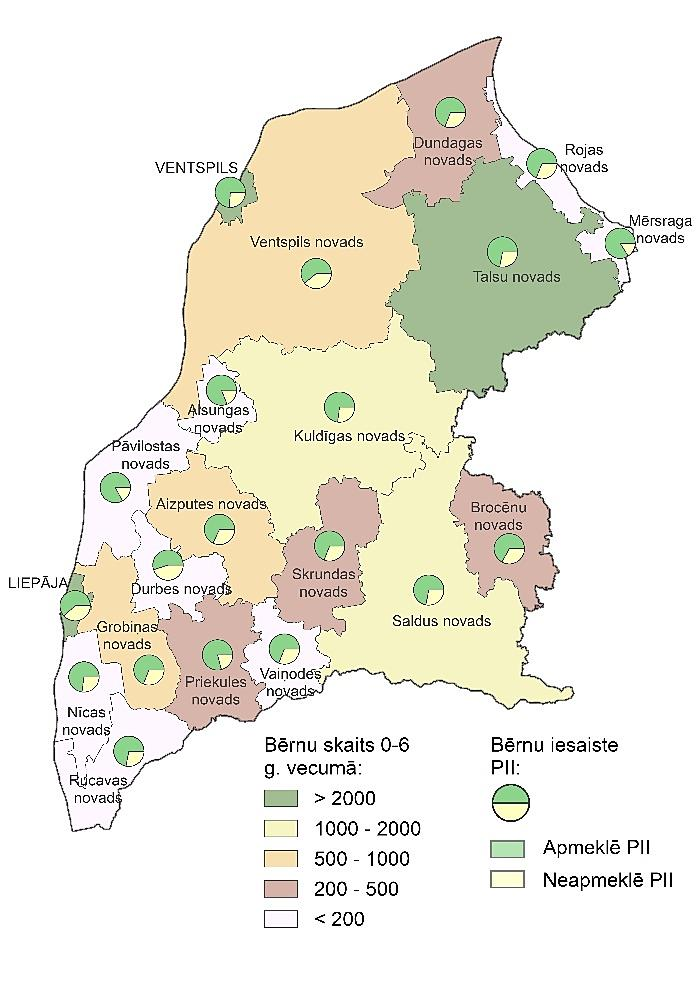 Dundagas
novads
Rojas
novads
VENTSPILS
Mērsraga
novads
Ventspils novads
Talsu novads
Alsungas
novads
Kuldīgas novads
Pāvilostas
novads
Aizputes novads
Brocēnu
novads
LIEPĀJA
Durbes novads
Skrundas
novads
Saldus novads
Grobiņas
novads
Priekules
novads
Vaiņodes
novads
Nīcas
novads
Rucavas
novads
Bērnu skaits 0-6
g. vecumā:
> 2000
1000 - 2000
500 - 1000
200 - 500
< 200
Bērnu iesaiste
PII:
Apmeklē PII
Neapmeklē PII